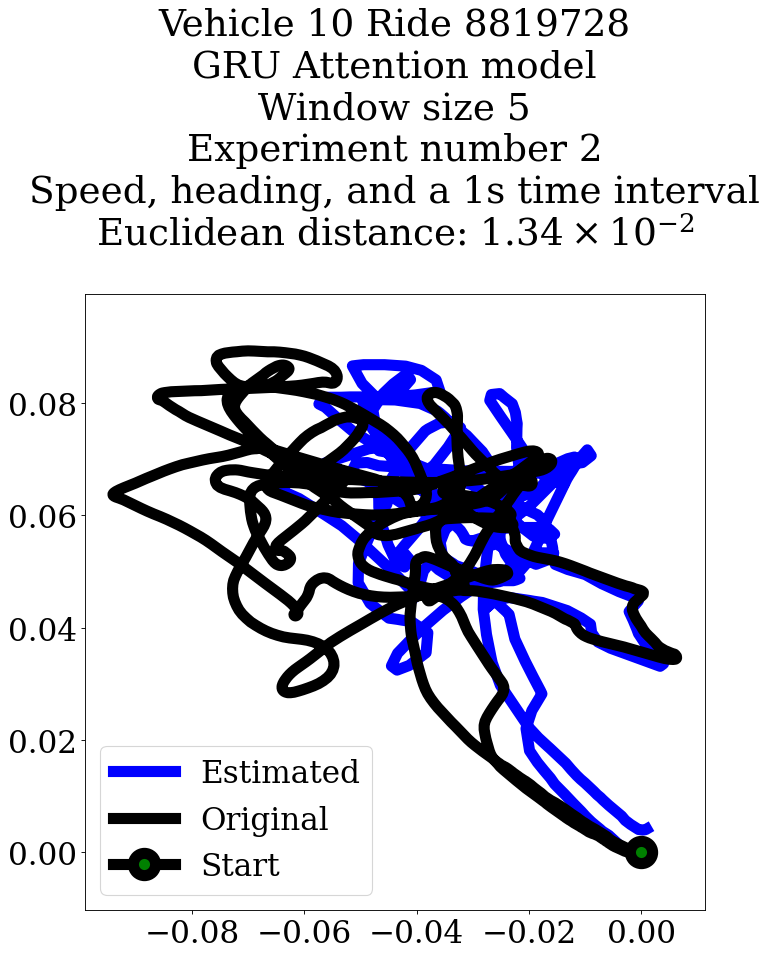 Vehicle 10 Ride 8819728
GRU Attention model
Window size 5
Experiment number 2
Speed, heading, and a 1s time interval
Euclidean distance: 1.34 × 10⁻²
0.08
0.06
0.04
0.02
0.00
Estimated
Original
Start
−0.08 −0.06 −0.04 −0.02 0.00